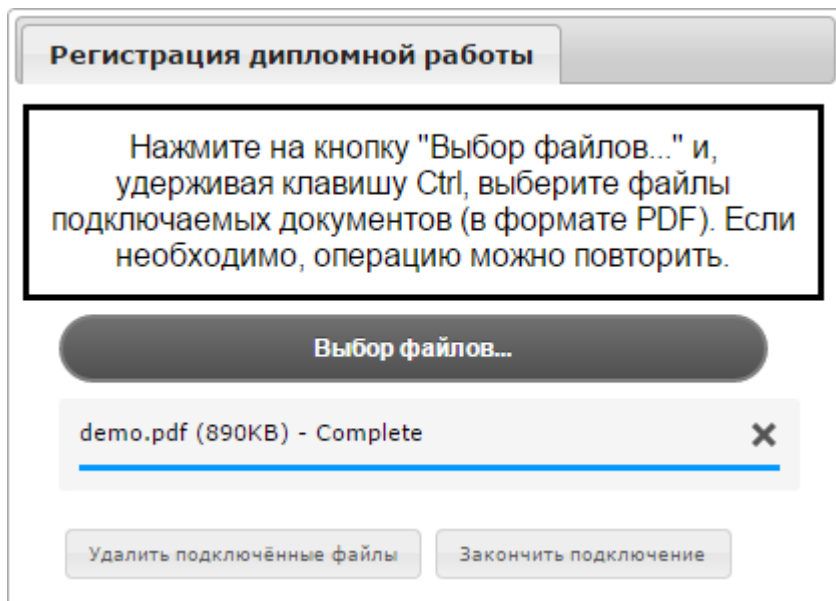 Регистрация дипломной работы
Нажмите на кнопку "Выбор файлов..." и,
удерживая клавишу Ctrl, выберите файлы
подключаемых документов (в формате PDF). Если
необходимо, операцию можно повторить.
Выбор файлов...
demo.pdf (890KB) - Complete
Удалить подключённые файлы Закончить подключение